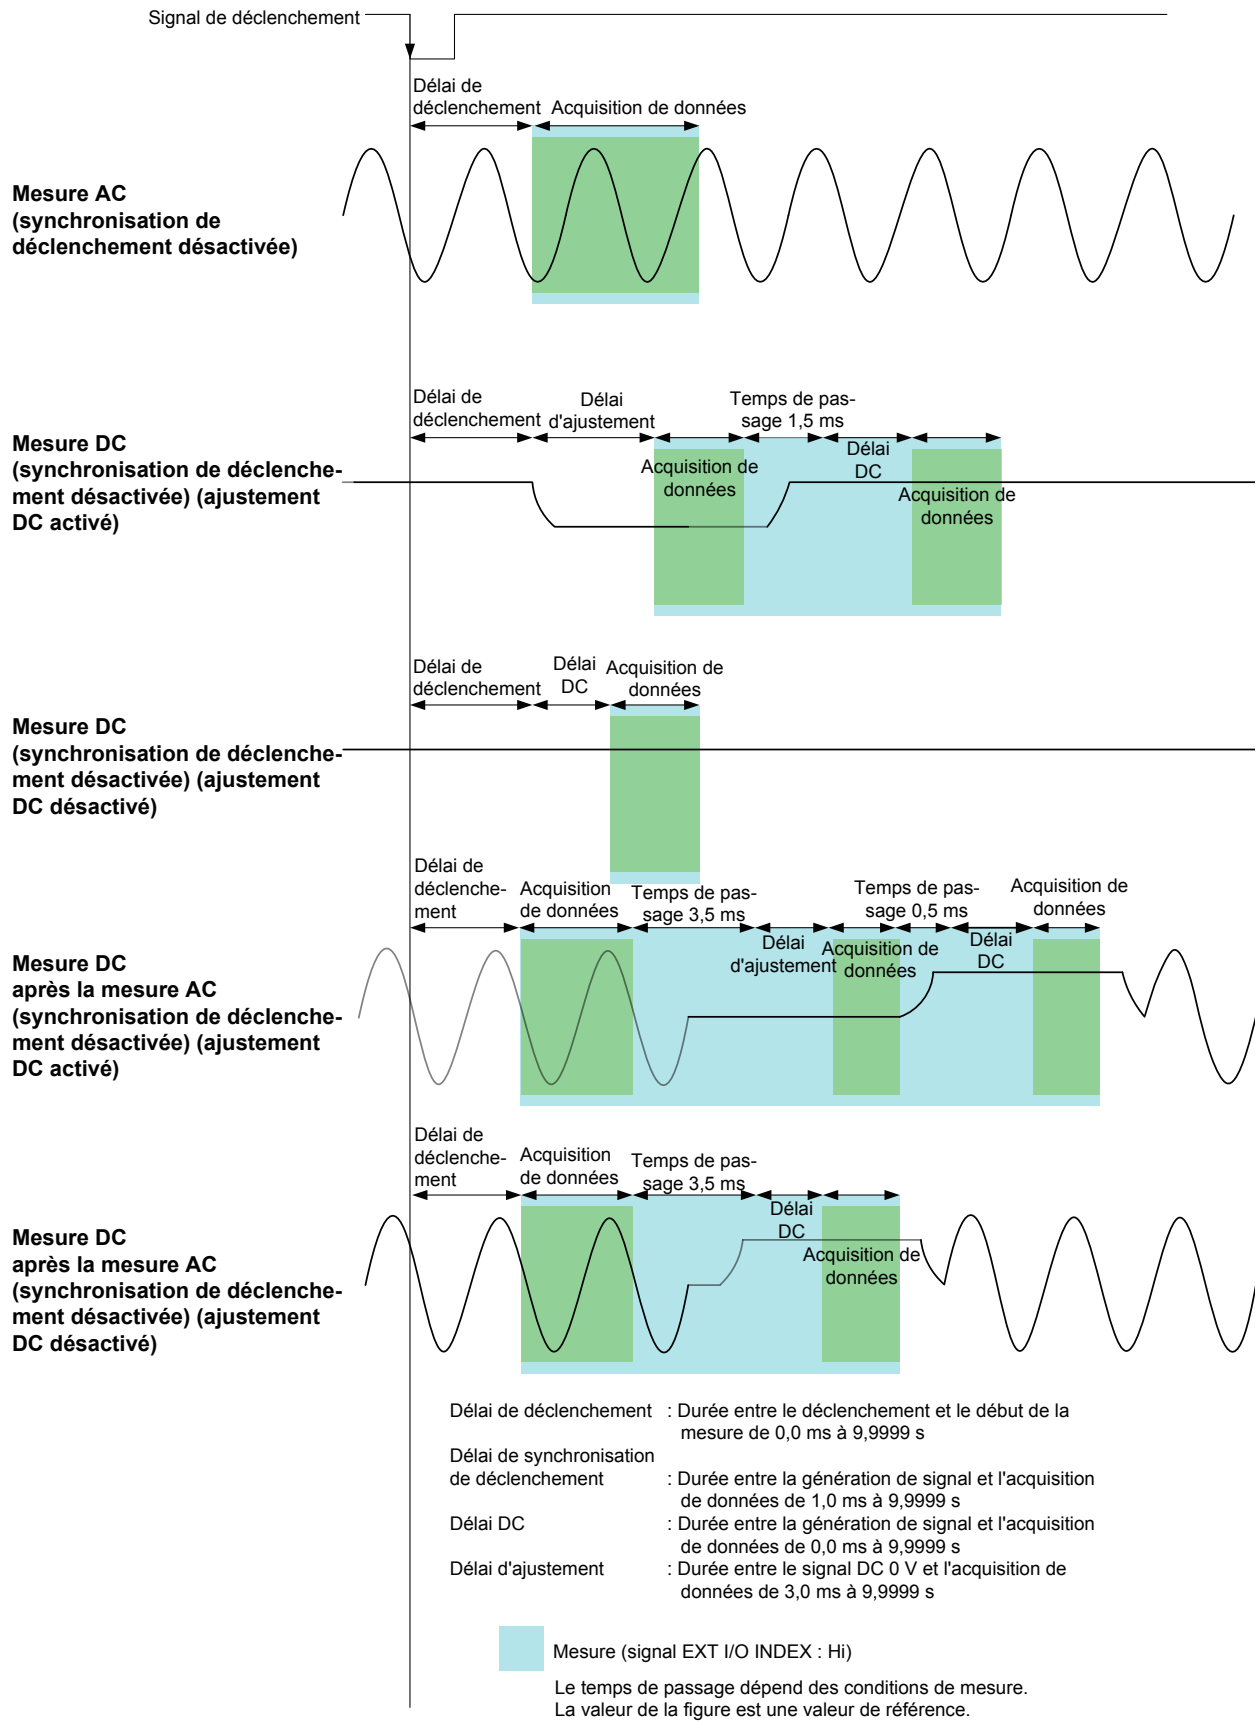 Signal de déclenchement
Délai de
déclenchement
Acquisition de données
Mesure AC
(synchronisation de
déclenchement désactivée)
Délai de
déclenchement
Délai
d'ajustement
Temps de pas-
sage 1,5 ms
Mesure DC
(synchronisation de déclenche-
ment désactivée) (ajustement
DC activé)
Acquisition de
données
Délai
DC
Acquisition de
données
Délai de
déclenchement
Délai
DC
Acquisition de
données
Mesure DC
(synchronisation de déclenche-
ment désactivée) (ajustement
DC désactivé)
Délai de
déclenche-
ment
Acquisition
de données
Temps de pas-
sage 3,5 ms
Temps de pas-
sage 0,5 ms
Acquisition de
données
Mesure DC
après la mesure AC
(synchronisation de déclenche-
ment désactivée) (ajustement
DC activé)
Délai
d'ajustement
Acquisition de
données
Délai
DC
Délai de
déclenche-
ment
Acquisition
de données
Temps de pas-
sage 3,5 ms
Mesure DC
après la mesure AC
(synchronisation de déclenche-
ment désactivée) (ajustement
DC désactivé)
Délai
DC
Acquisition de
données
Délai de déclenchement : Durée entre le déclenchement et le début de la
mesure de 0,0 ms à 9,9999 s
Délai de synchronisation
de déclenchement : Durée entre la génération de signal et l'acquisition
de données de 1,0 ms à 9,9999 s
Délai DC : Durée entre la génération de signal et l'acquisition
de données de 0,0 ms à 9,9999 s
Délai d'ajustement : Durée entre le signal DC 0 V et l'acquisition de
données de 3,0 ms à 9,9999 s
Mesure (signal EXT I/O INDEX : Hi)
Le temps de passage dépend des conditions de mesure.
La valeur de la figure est une valeur de référence.